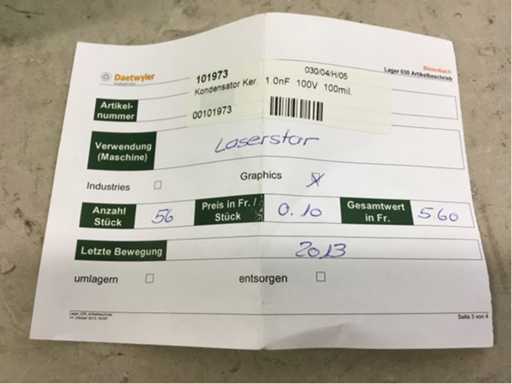 Bleienbach
Lager 030 Artikelbeschrieb
Daetwyler
101973
030/04/H/05
Kondensator Ker. 1.0nF 100V 100mil.
00101973
Artikel-
nummer
Verwendung
(Maschine)
Laserstar
Industries
Graphics
Anzahl
Stück
56
Preis in Fr. /
Stück
0.10
Gesamtwert
in Fr.
5.60
Letzte Bewegung
2013
umlagern
entsorgen
Seite 3 von 4